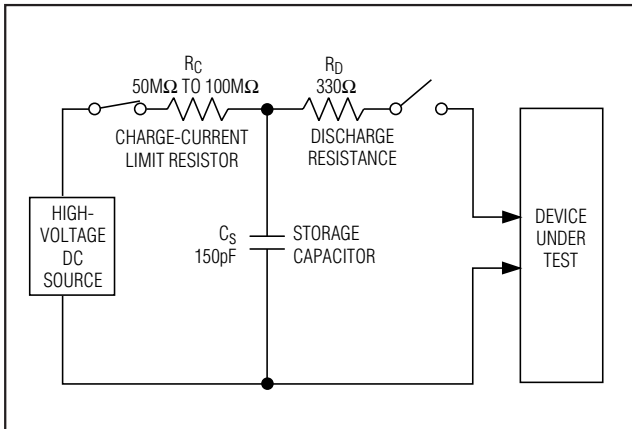 R_C
50MΩ TO 100MΩ
CHARGE-CURRENT
LIMIT RESISTOR
R_D
330Ω
DISCHARGE
RESISTANCE
HIGH-
VOLTAGE
DC
SOURCE
C_S
150pF
STORAGE
CAPACITOR
DEVICE
UNDER
TEST